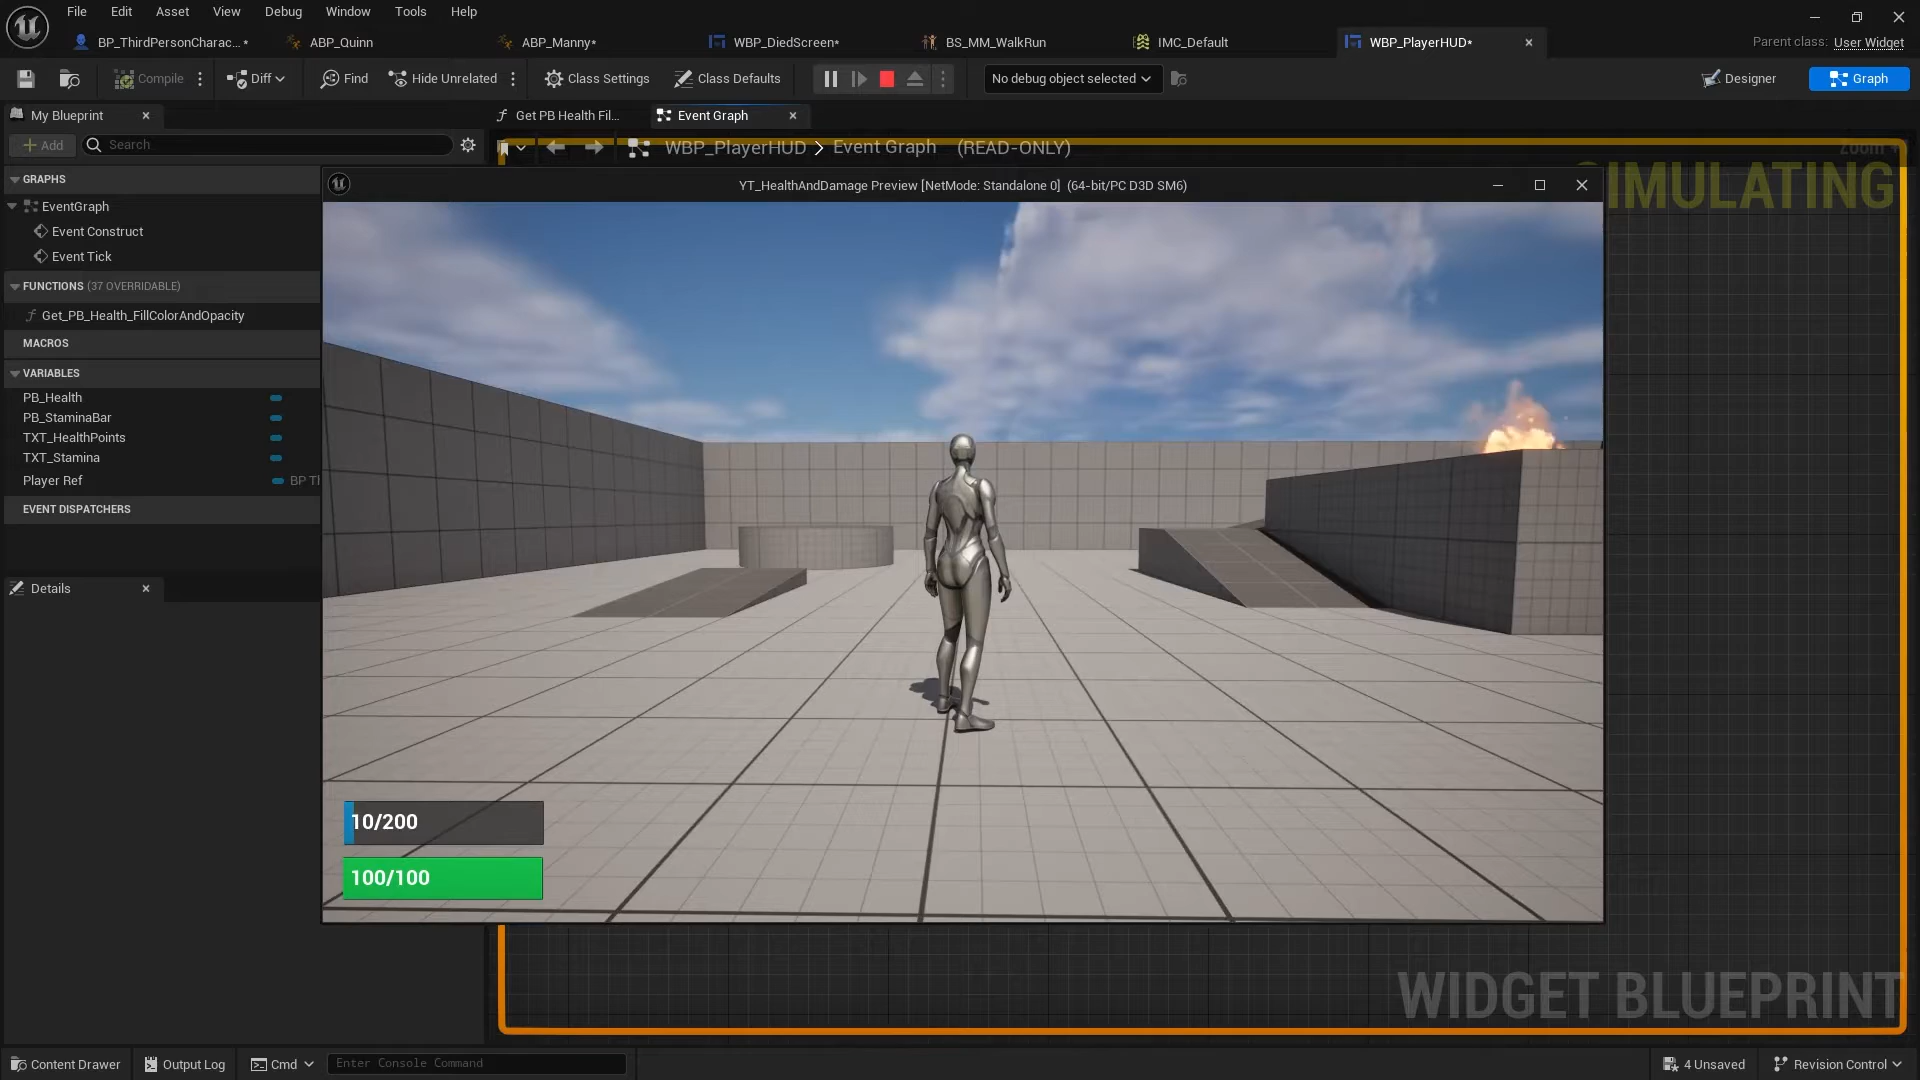 File Edit Asset View Debug Window Tools Help
BP_ThirdPersonCharac...* ABP_Quinn ABP_Manny* WBP_DiedScreen* BS_MM_WalkRun IMC_Default WBP_PlayerHUD* Parent class: User Widget
Compile Diff Find Hide Unrelated Class Settings Class Defaults No debug object selected Designer Graph
My Blueprint Get PB Health Fil... Event Graph
Add Search WBP_PlayerHUD > Event Graph (READ-ONLY) Zoom
IMULATING
GRAPHS
YT_HealthAndDamage Preview [NetMode: Standalone 0] (64-bit/PC D3D SM6)
EventGraph
Event Construct
Event Tick
FUNCTIONS (37 OVERRIDABLE)
Get_PB_Health_FillColorAndOpacity
MACROS
VARIABLES
PB_Health
PB_StaminaBar
TXT_HealthPoints
TXT_Stamina
Player Ref BP Th
EVENT DISPATCHERS
Details
10/200
100/100
WIDGET BLUEPRINT
Content Drawer Output Log Cmd Enter Console Command 4 Unsaved Revision Control